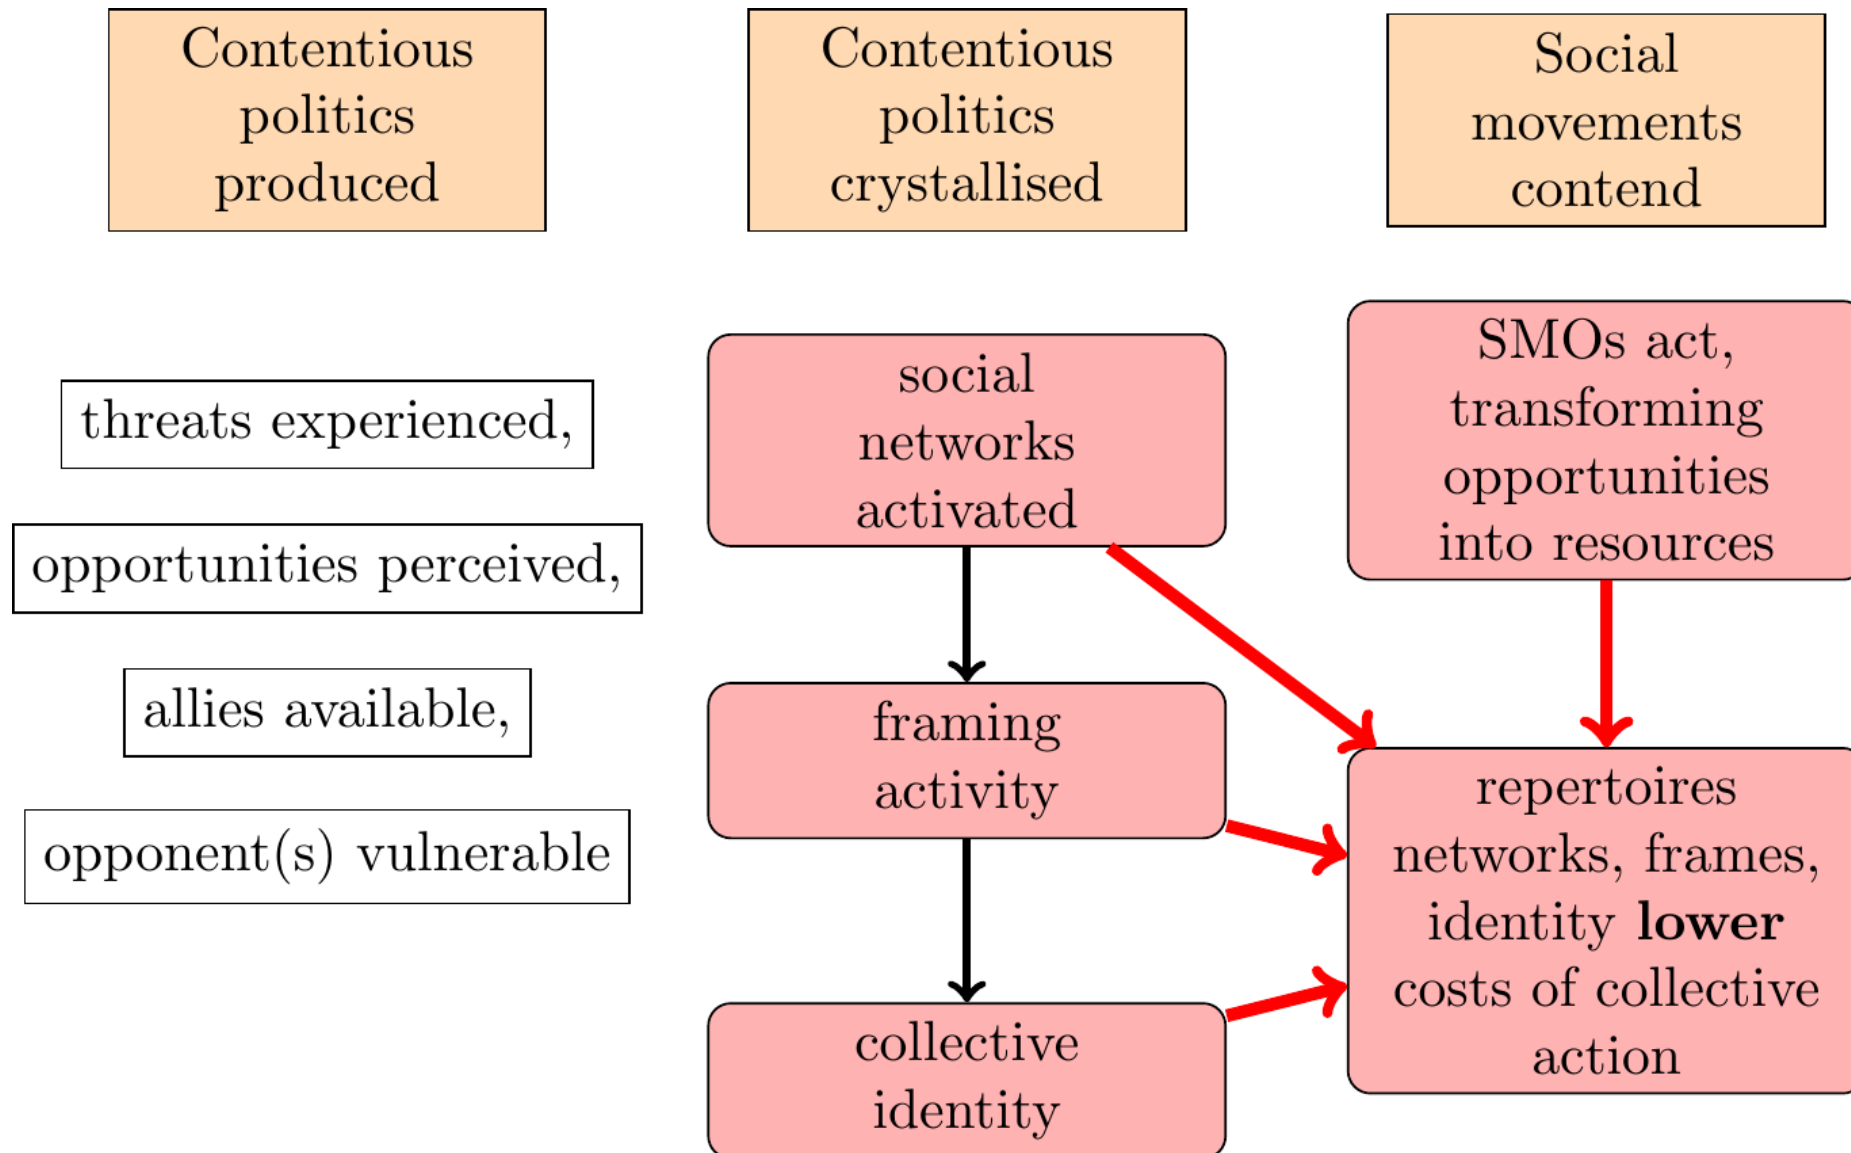 Contentious
politics
produced
Contentious
politics
crystallised
Social
movements
contend
threats experienced,
opportunities perceived,
allies available,
opponent(s) vulnerable
social
networks
activated
framing
activity
collective
identity
SMOs act,
transforming
opportunities
into resources
repertoires
networks, frames,
identity lower
costs of collective
action